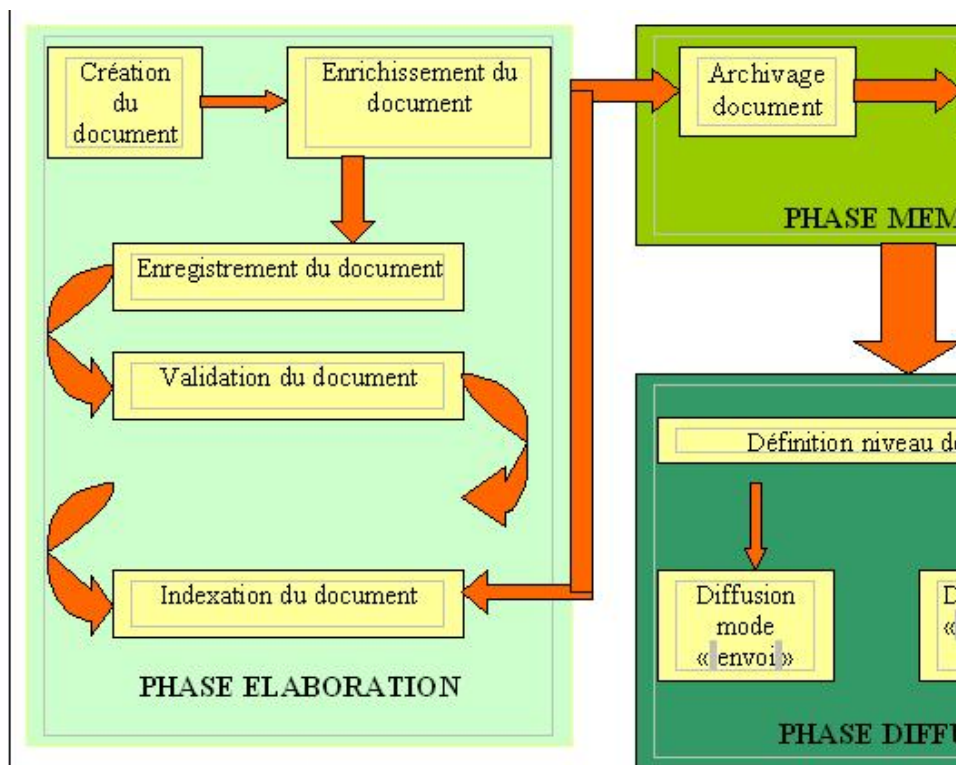 Création
du
document
Enrichissement du
document
Enregistrement du document
Validation du document
Indexation du document
PHASE ELABORATION
Archivage
document
PHASE MEM
Définition niveau de
Diffusion
mode
« envoi »
D
«
PHASE DIFFU